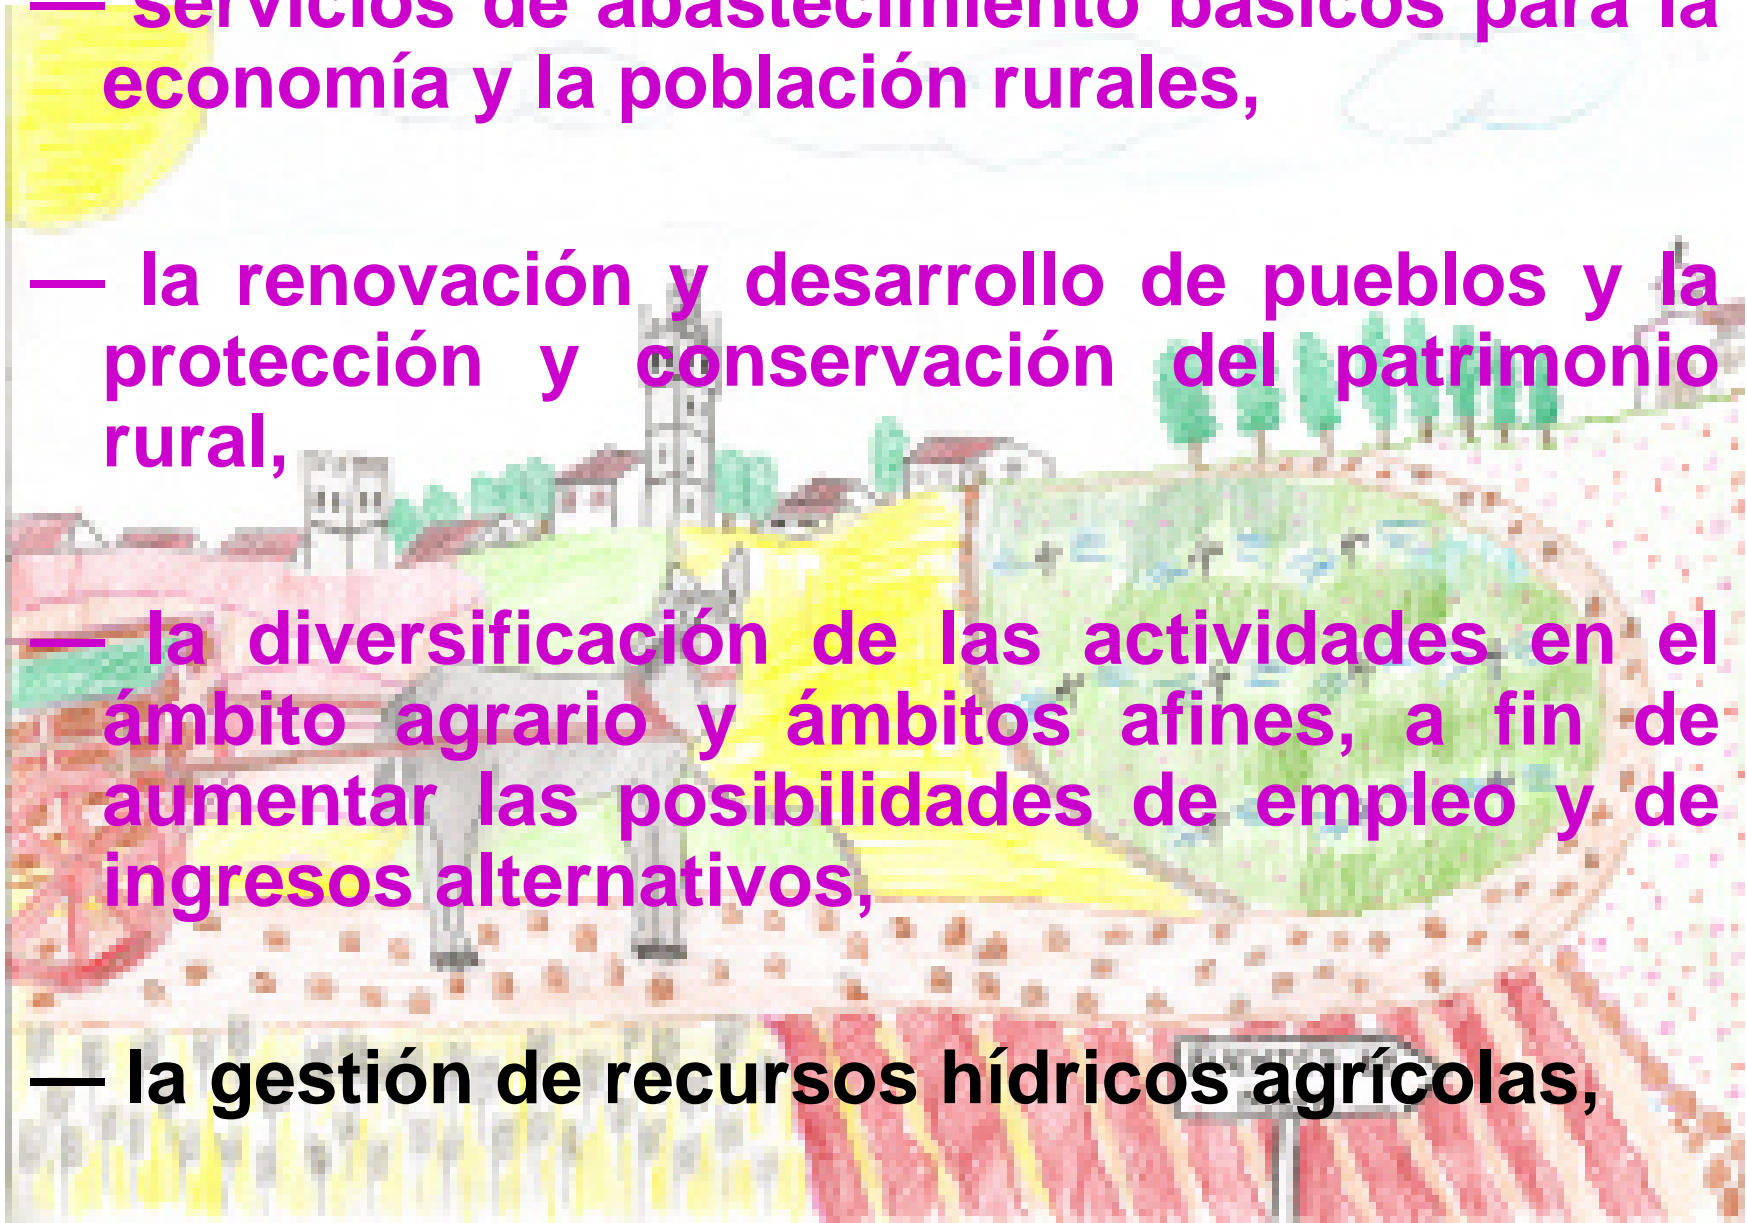 — servicios de abastecimiento básicos para la
economía y la población rurales,
— la renovación y desarrollo de pueblos y la
protección y conservación del patrimonio
rural,
— la diversificación de las actividades en el
ámbito agrario y ámbitos afines, a fin de
aumentar las posibilidades de empleo y de
ingresos alternativos,
— la gestión de recursos hídricos agrícolas,